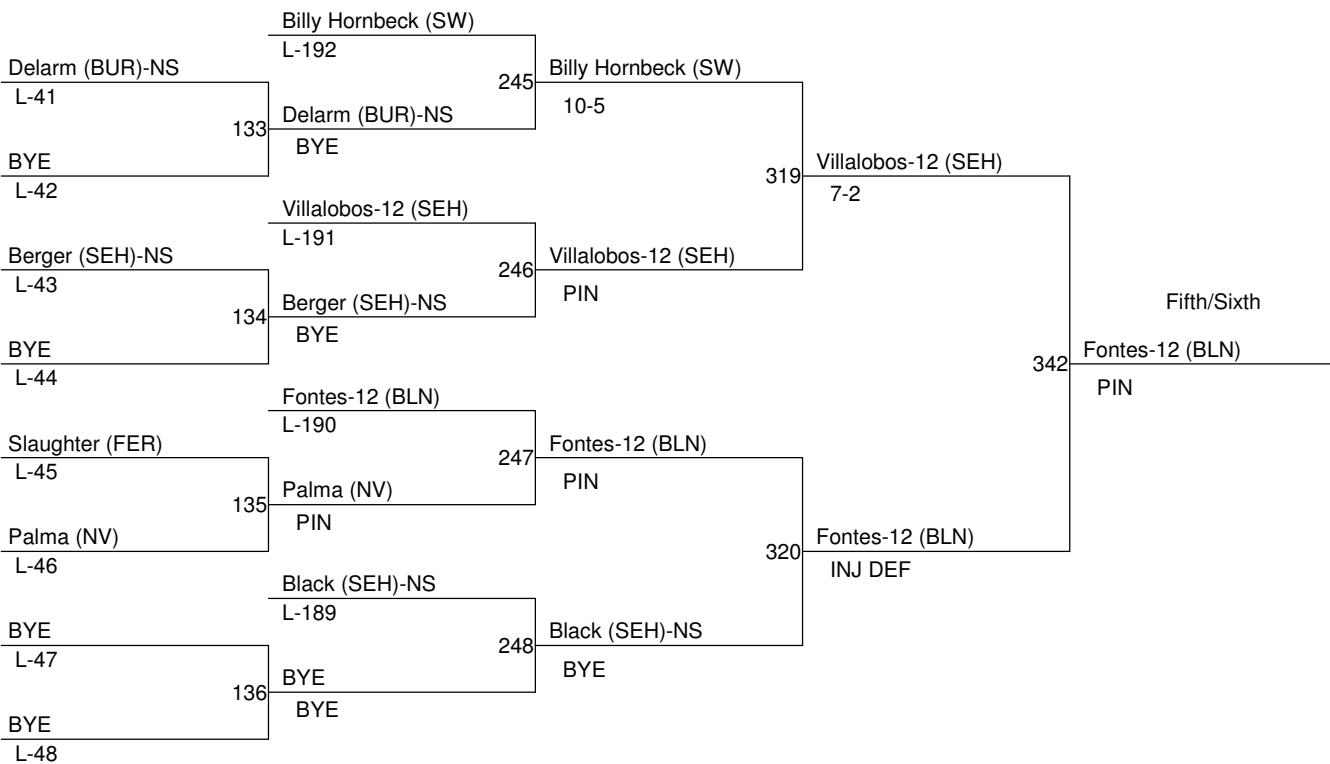 Billy Hornbeck (SW)
L-192
Delarm (BUR)-NS
L-41
245
Billy Hornbeck (SW)
10-5
133
Delarm (BUR)-NS
BYE
BYE
L-42
319
Villalobos-12 (SEH)
7-2
Villalobos-12 (SEH)
L-191
Berger (SEH)-NS
L-43
246
Villalobos-12 (SEH)
PIN
134
Berger (SEH)-NS
BYE
Fifth/Sixth
BYE
L-44
342
Fontes-12 (BLN)
PIN
Fontes-12 (BLN)
L-190
Slaughter (FER)
L-45
247
Fontes-12 (BLN)
PIN
135
Palma (NV)
PIN
Palma (NV)
L-46
320
Fontes-12 (BLN)
INJ DEF
Black (SEH)-NS
L-189
BYE
L-47
248
Black (SEH)-NS
BYE
136
BYE
BYE
BYE
L-48